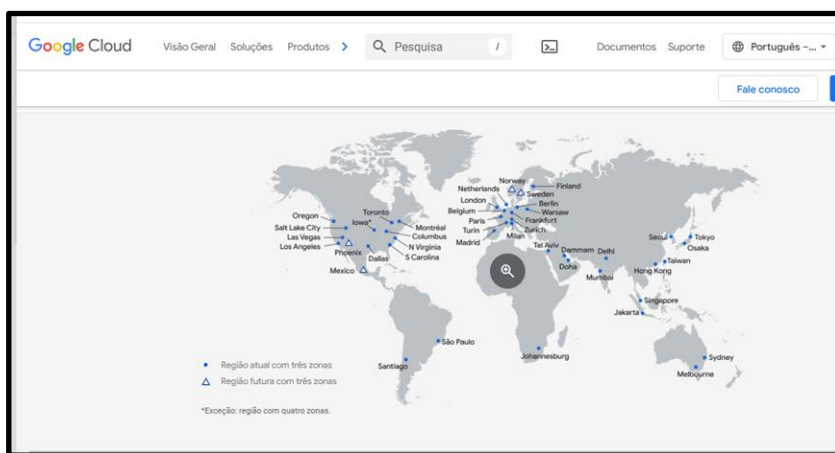 Google Cloud Visão Geral Soluções Produtos Pesquisa / Documentos Suporte Português –...
Fale conosco
Norway
Netherlands Finland
Sweden
London Berlin
Belgium Warsaw
Paris Frankfurt
Turin Zurich
Milan
Madrid
Oregon Toronto
Iowa* Montréal
Salt Lake City Columbus
Las Vegas N Virginia
Los Angeles S Carolina
Phoenix
Dallas
Mexico
Tel Aviv Dammam Delhi
Doha
Mumbai
Seoul Tokyo
Osaka
Hong Kong Taiwan
Singapore
Jakarta
São Paulo
Santiago
Johannesburg
Sydney
Melbourne
Região atual com três zonas
Região futura com três zonas
*Exceção: região com quatro zonas.